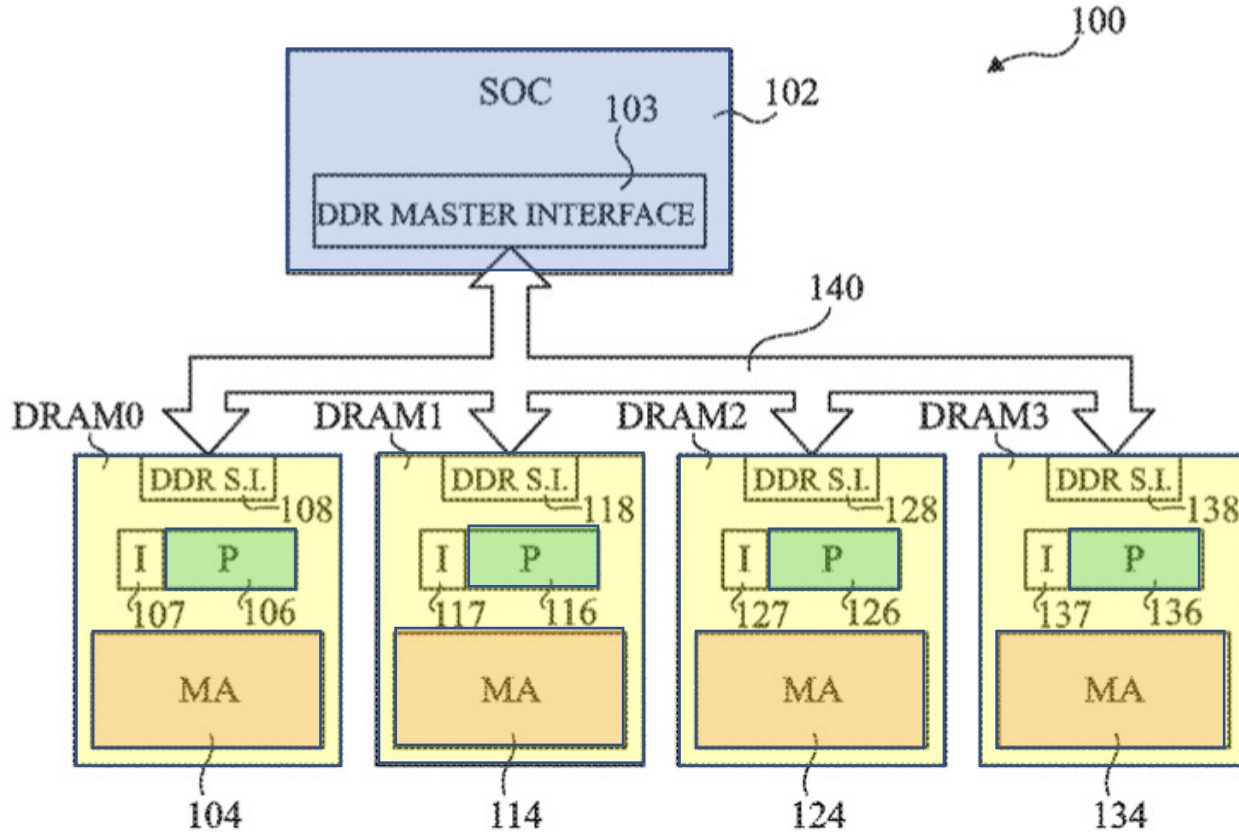 100
SOC
102
103
DDR MASTER INTERFACE
140
DRAM0 DRAM1 DRAM2 DRAM3
DDR S.I. DDR S.I. DDR S.I. DDR S.I.
108 118 128 138
I P I P I P I P
107 106 117 116 127 126 137 136
MA MA MA MA
104 114 124 134